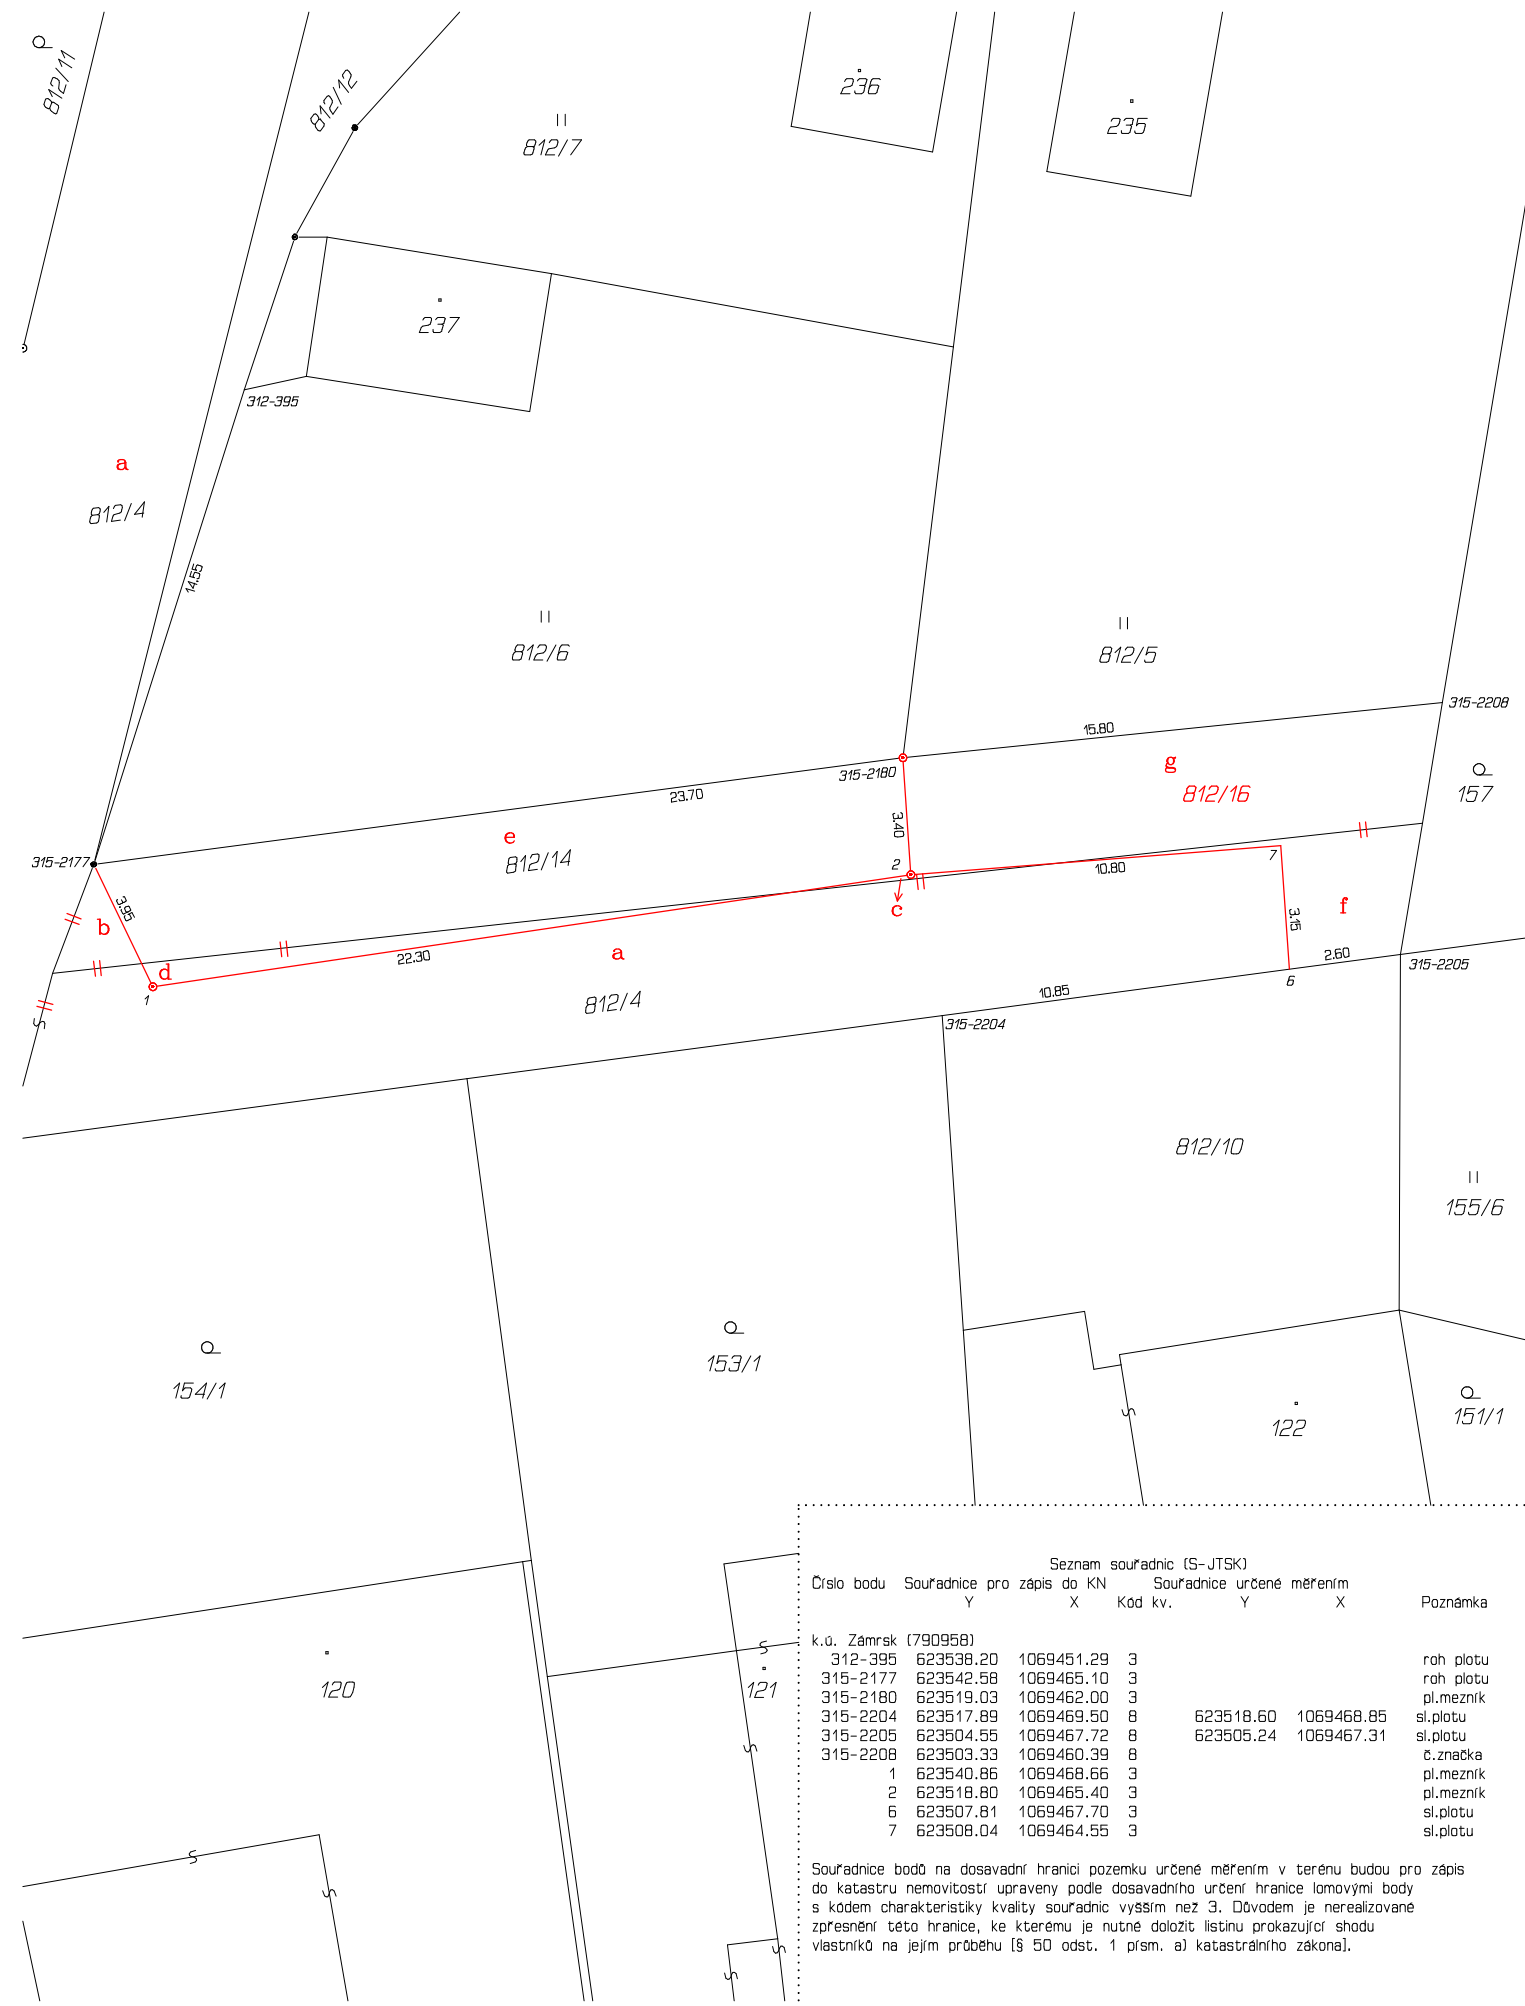 812/11
812/12
236
235
812/7
237
312-395
a
812/4
14.55
812/6
812/5
315-2208
15.80
315-2180
g
812/16
157
23.70
e
812/14
315-2177
3.40
2
7
10.80
3.95
b
c
f
3.15
22.30
a
d
1
2.60
315-2205
6
812/4
10.85
315-2204
812/10
155/6
154/1
153/1
122
151/1
120
121
Seznam souřadnic (S-JTSK)
Číslo bodu Souřadnice pro zápis do KN Souřadnice určené měřením
Y X Kód kv. Y X Poznámka
k.ú. Zámrsk (790958)
312-395 623538.20 1069451.29 3 roh plotu
315-2177 623542.58 1069465.10 3 roh plotu
315-2180 623519.03 1069462.00 3 pl.mezník
315-2204 623517.89 1069469.50 8 623518.60 1069468.85 sl.plotu
315-2205 623504.55 1069467.72 8 623505.24 1069467.31 sl.plotu
315-2208 623503.33 1069460.39 8 č.značka
1 623540.86 1069468.66 3 pl.mezník
2 623518.80 1069465.40 3 pl.mezník
6 623507.81 1069467.70 3 sl.plotu
7 623508.04 1069464.55 3 sl.plotu
Souřadnice bodů na dosavadní hranici pozemku určené měřením v terénu budou pro zápis
do katastru nemovitostí upraveny podle dosavadního určení hranice lomovými body
s kódem charakteristiky kvality souřadnic vyšším než 3. Důvodem je nerealizované
zpřesnění této hranice, ke kterému je nutné doložit listinu prokazující shodu
vlastníků na jejím průběhu [§ 50 odst. 1 písm. a) katastrálního zákona].